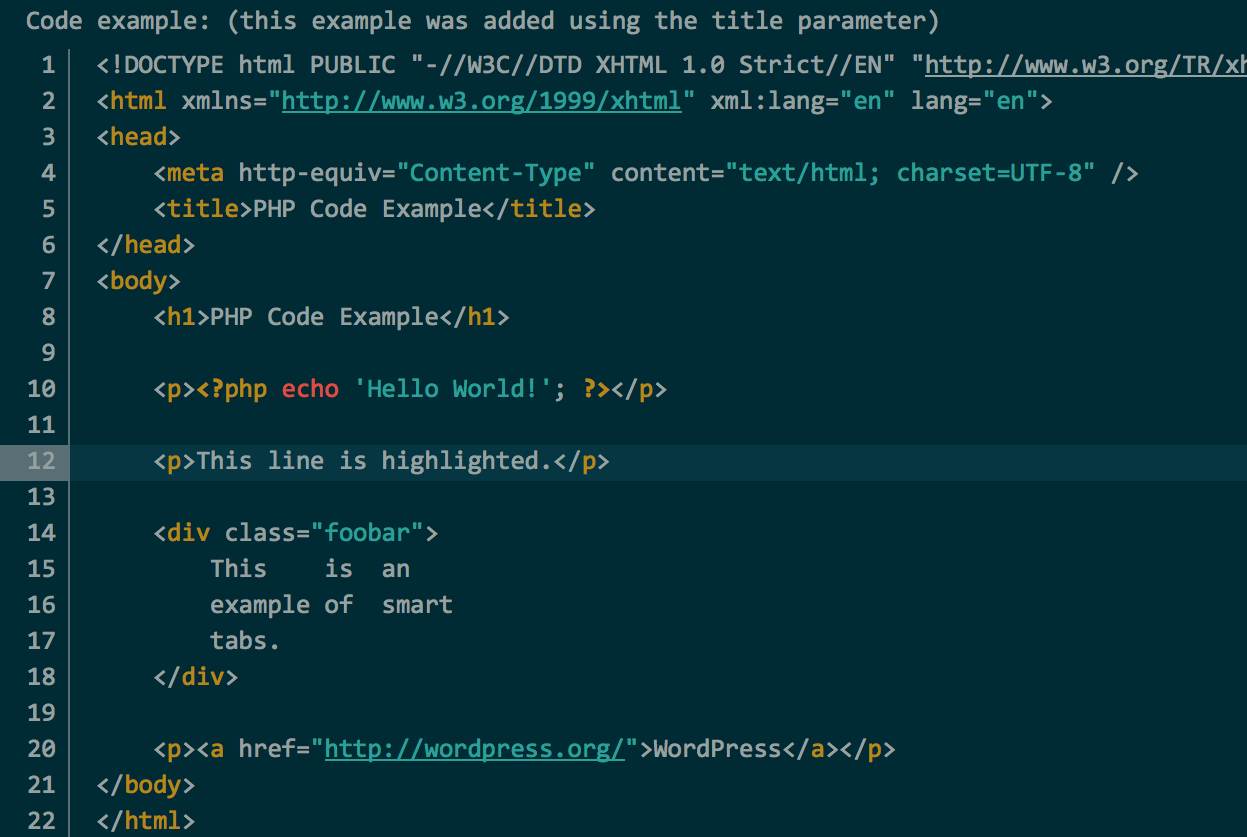 Code example: (this example was added using the title parameter)
1 <!DOCTYPE html PUBLIC "-//W3C//DTD XHTML 1.0 Strict//EN" "http://www.w3.org/TR/xh
2 <html xmlns="http://www.w3.org/1999/xhtml" xml:lang="en" lang="en">
3 <head>
4     <meta http-equiv="Content-Type" content="text/html; charset=UTF-8" />
5     <title>PHP Code Example</title>
6 </head>
7 <body>
8     <h1>PHP Code Example</h1>
9
10     <p><?php echo 'Hello World!'; ?></p>
11
12     <p>This line is highlighted.</p>
13
14     <div class="foobar">
15         This    is  an
16         example of  smart
17         tabs.
18     </div>
19
20     <p><a href="http://wordpress.org/">WordPress</a></p>
21 </body>
22 </html>